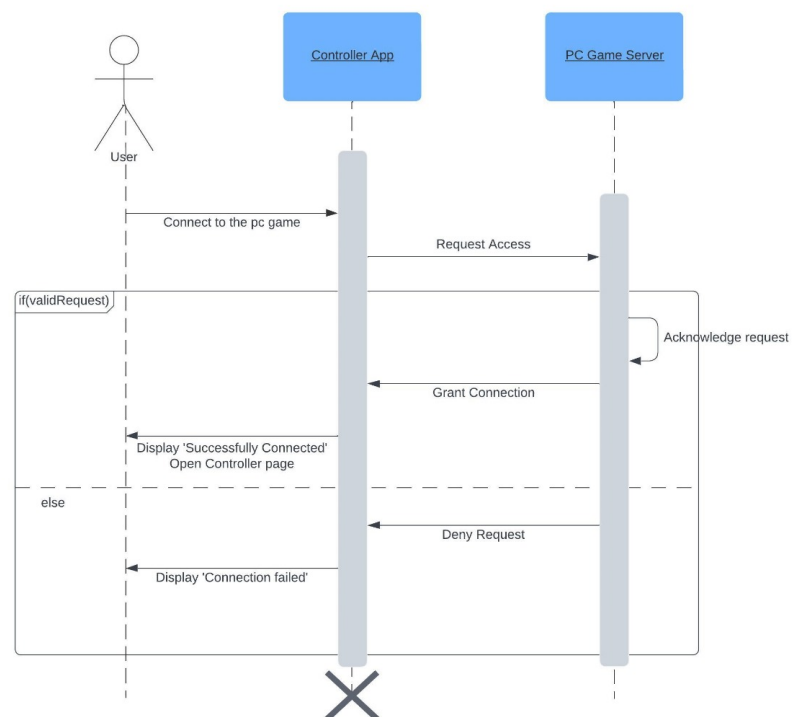 Controller App
PC Game Server
User
Connect to the pc game
Request Access
if(validRequest)
Acknowledge request
Grant Connection
Display 'Successfully Connected'
Open Controller page
else
Deny Request
Display 'Connection failed'